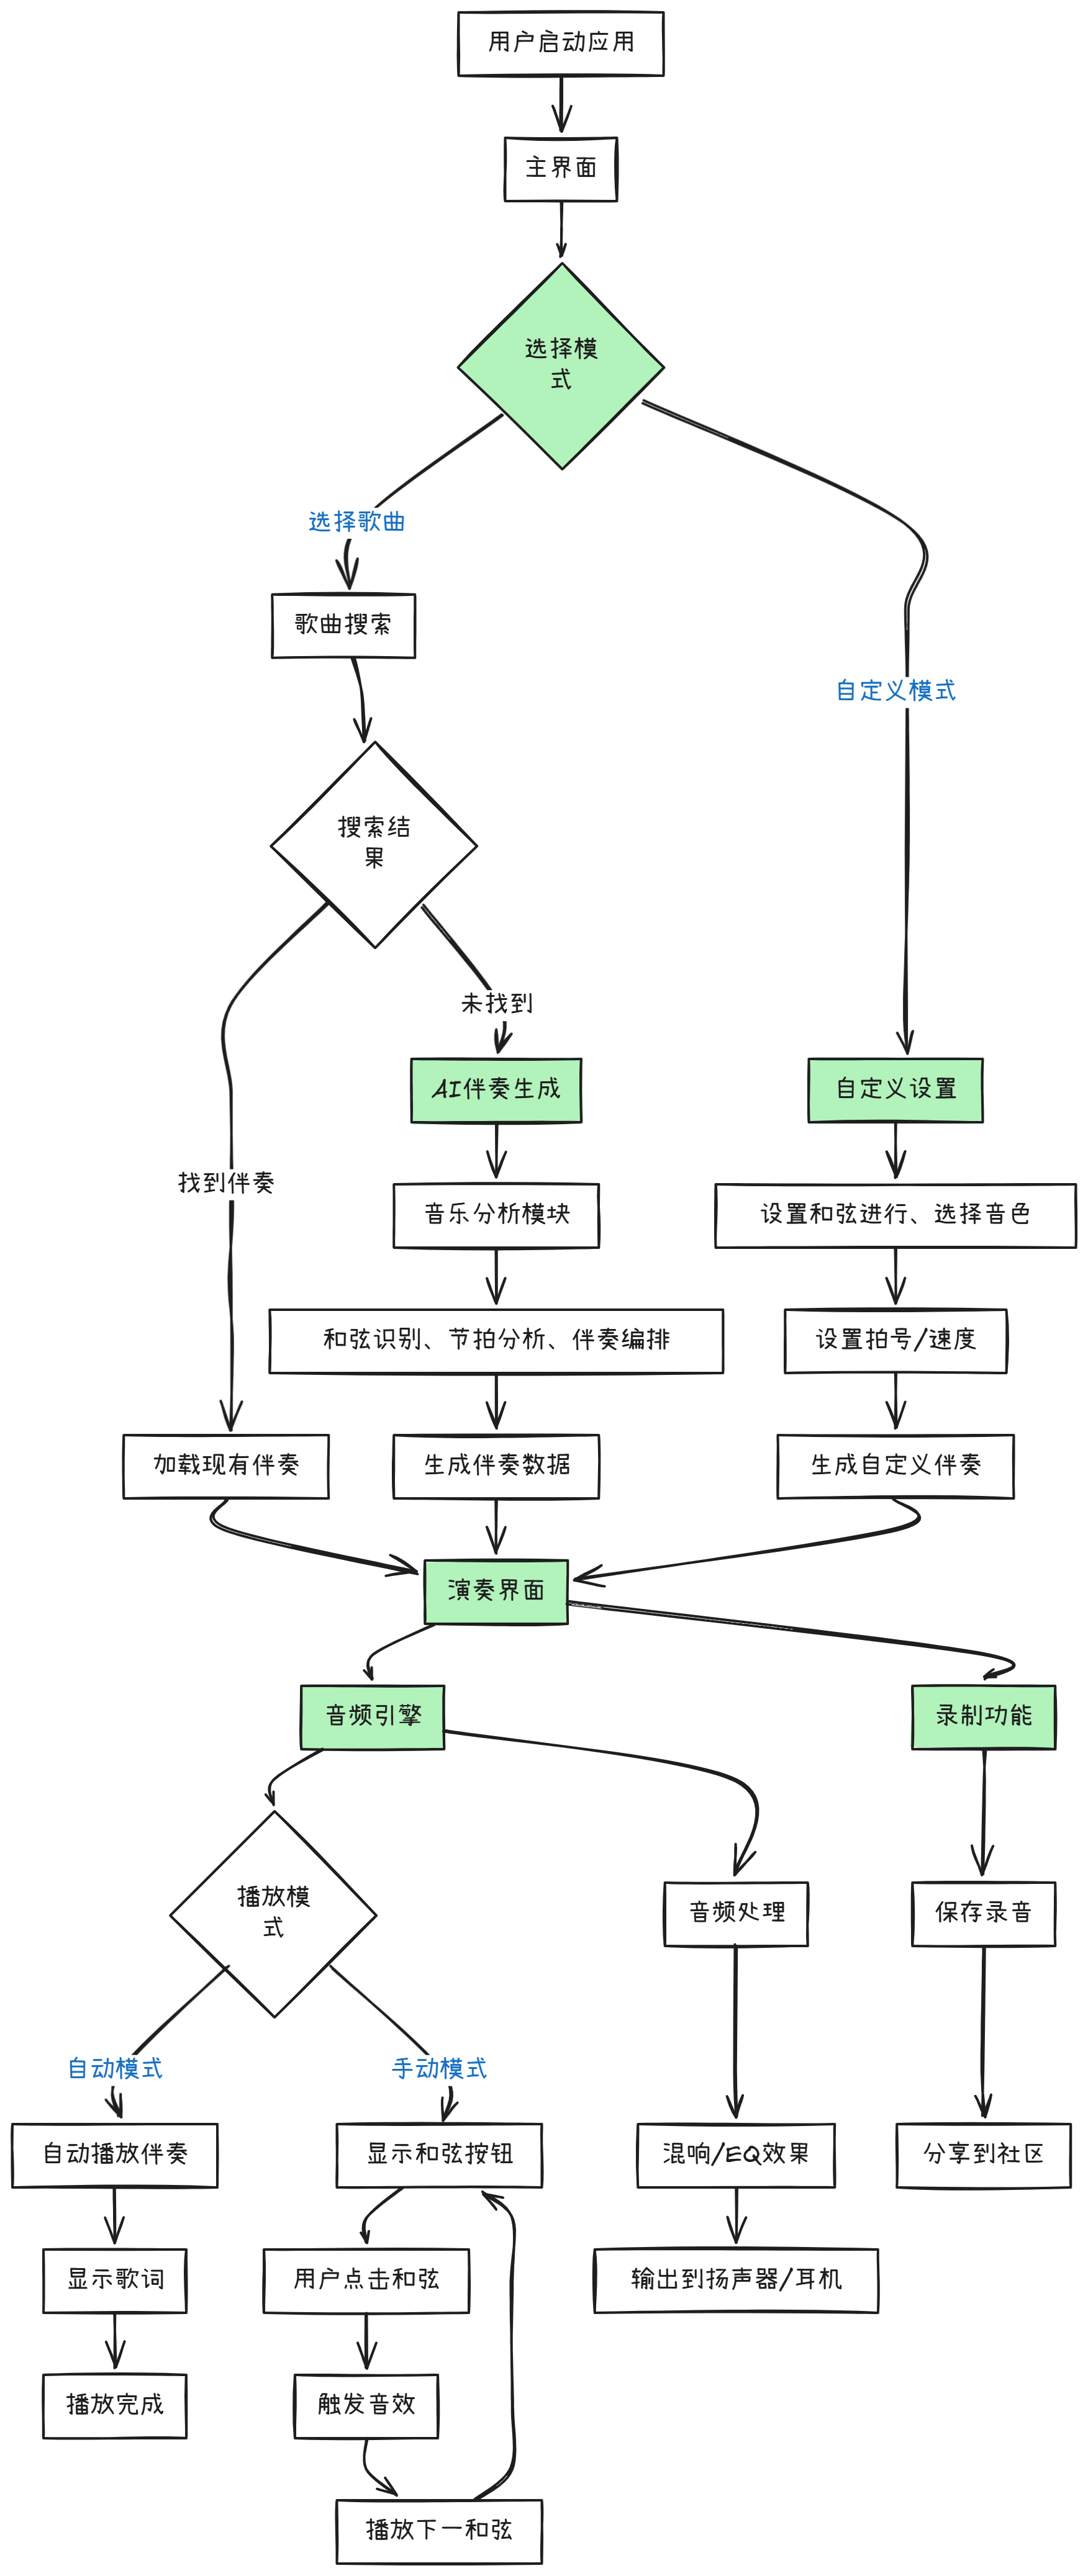 用户启动应用
主界面
选择模
式
选择歌曲
歌曲搜索
自定义模式
搜索结
果
未找到
AI伴奏生成
自定义设置
找到伴奏
音乐分析模块
设置和弦进行、选择音色
和弦识别、节拍分析、伴奏编排
设置拍号/速度
加载现有伴奏
生成伴奏数据
生成自定义伴奏
演奏界面
音频引擎
录制功能
播放模
式
音频处理
保存录音
自动模式
手动模式
自动播放伴奏
显示和弦按钮
混响/EQ效果
分享到社区
显示歌词
用户点击和弦
输出到扬声器/耳机
播放完成
触发音效
播放下一和弦